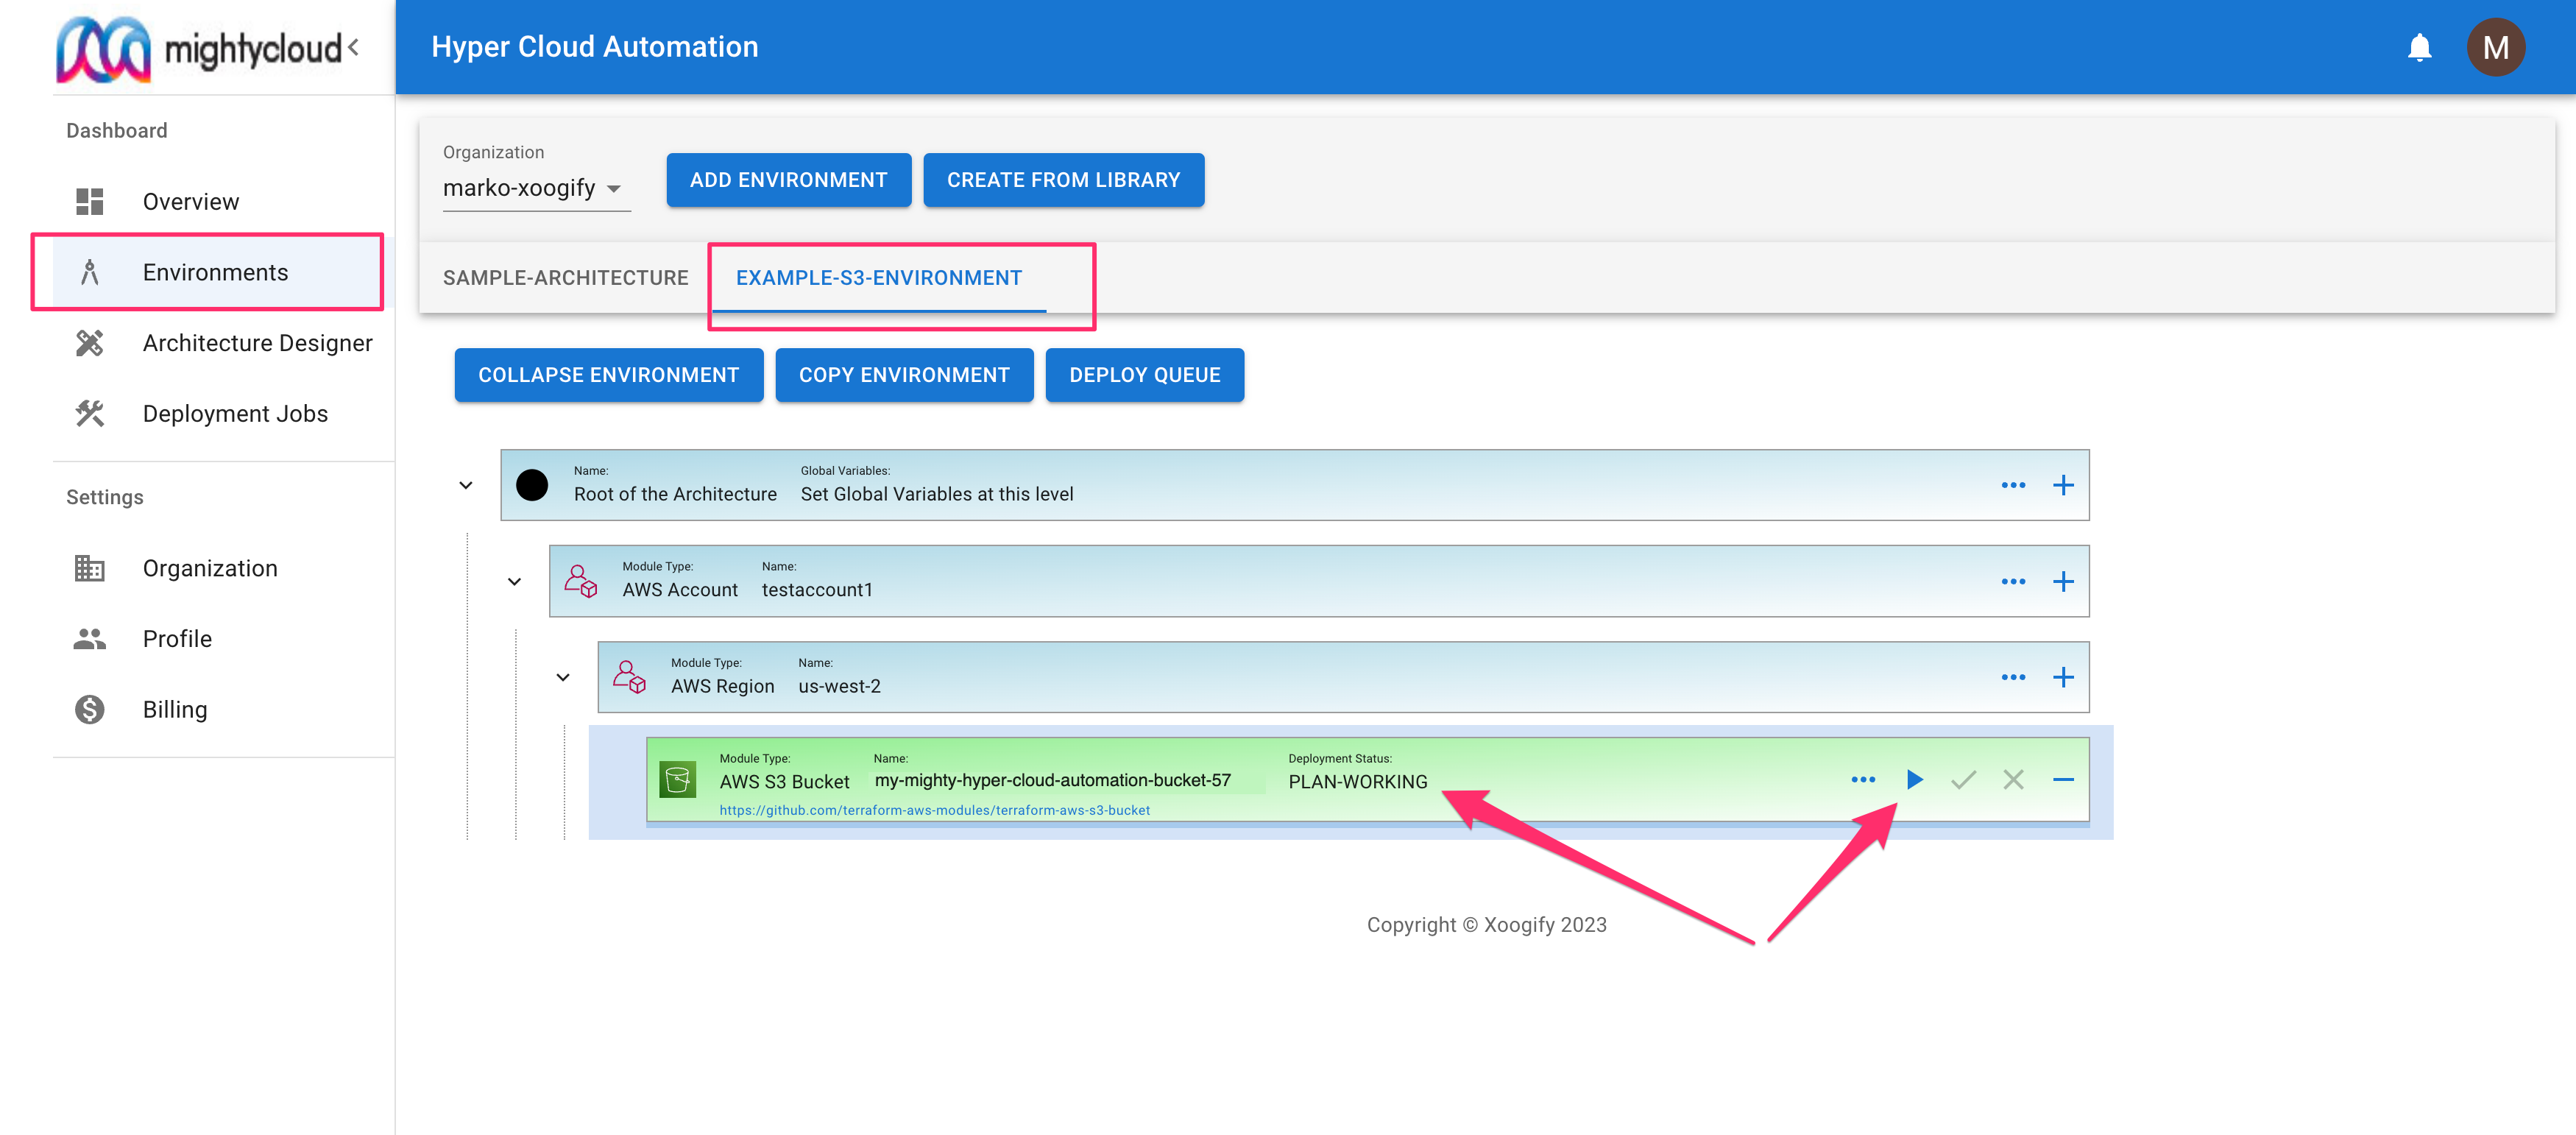 mightycloud
Hyper Cloud Automation
M
Dashboard
Overview
Environments
Architecture Designer
Deployment Jobs
Settings
Organization
Profile
Billing
Organization
marko-xoogify
ADD ENVIRONMENT
CREATE FROM LIBRARY
SAMPLE-ARCHITECTURE
EXAMPLE-S3-ENVIRONMENT
COLLAPSE ENVIRONMENT
COPY ENVIRONMENT
DEPLOY QUEUE
Name:
Root of the Architecture
Global Variables:
Set Global Variables at this level
Module Type:
AWS Account
Name:
testaccount1
Module Type:
AWS Region
Name:
us-west-2
Module Type:
AWS S3 Bucket
Name:
my-mighty-hyper-cloud-automation-bucket-57
Deployment Status:
PLAN-WORKING
https://github.com/terraform-aws-modules/terraform-aws-s3-bucket
Copyright © Xoogify 2023